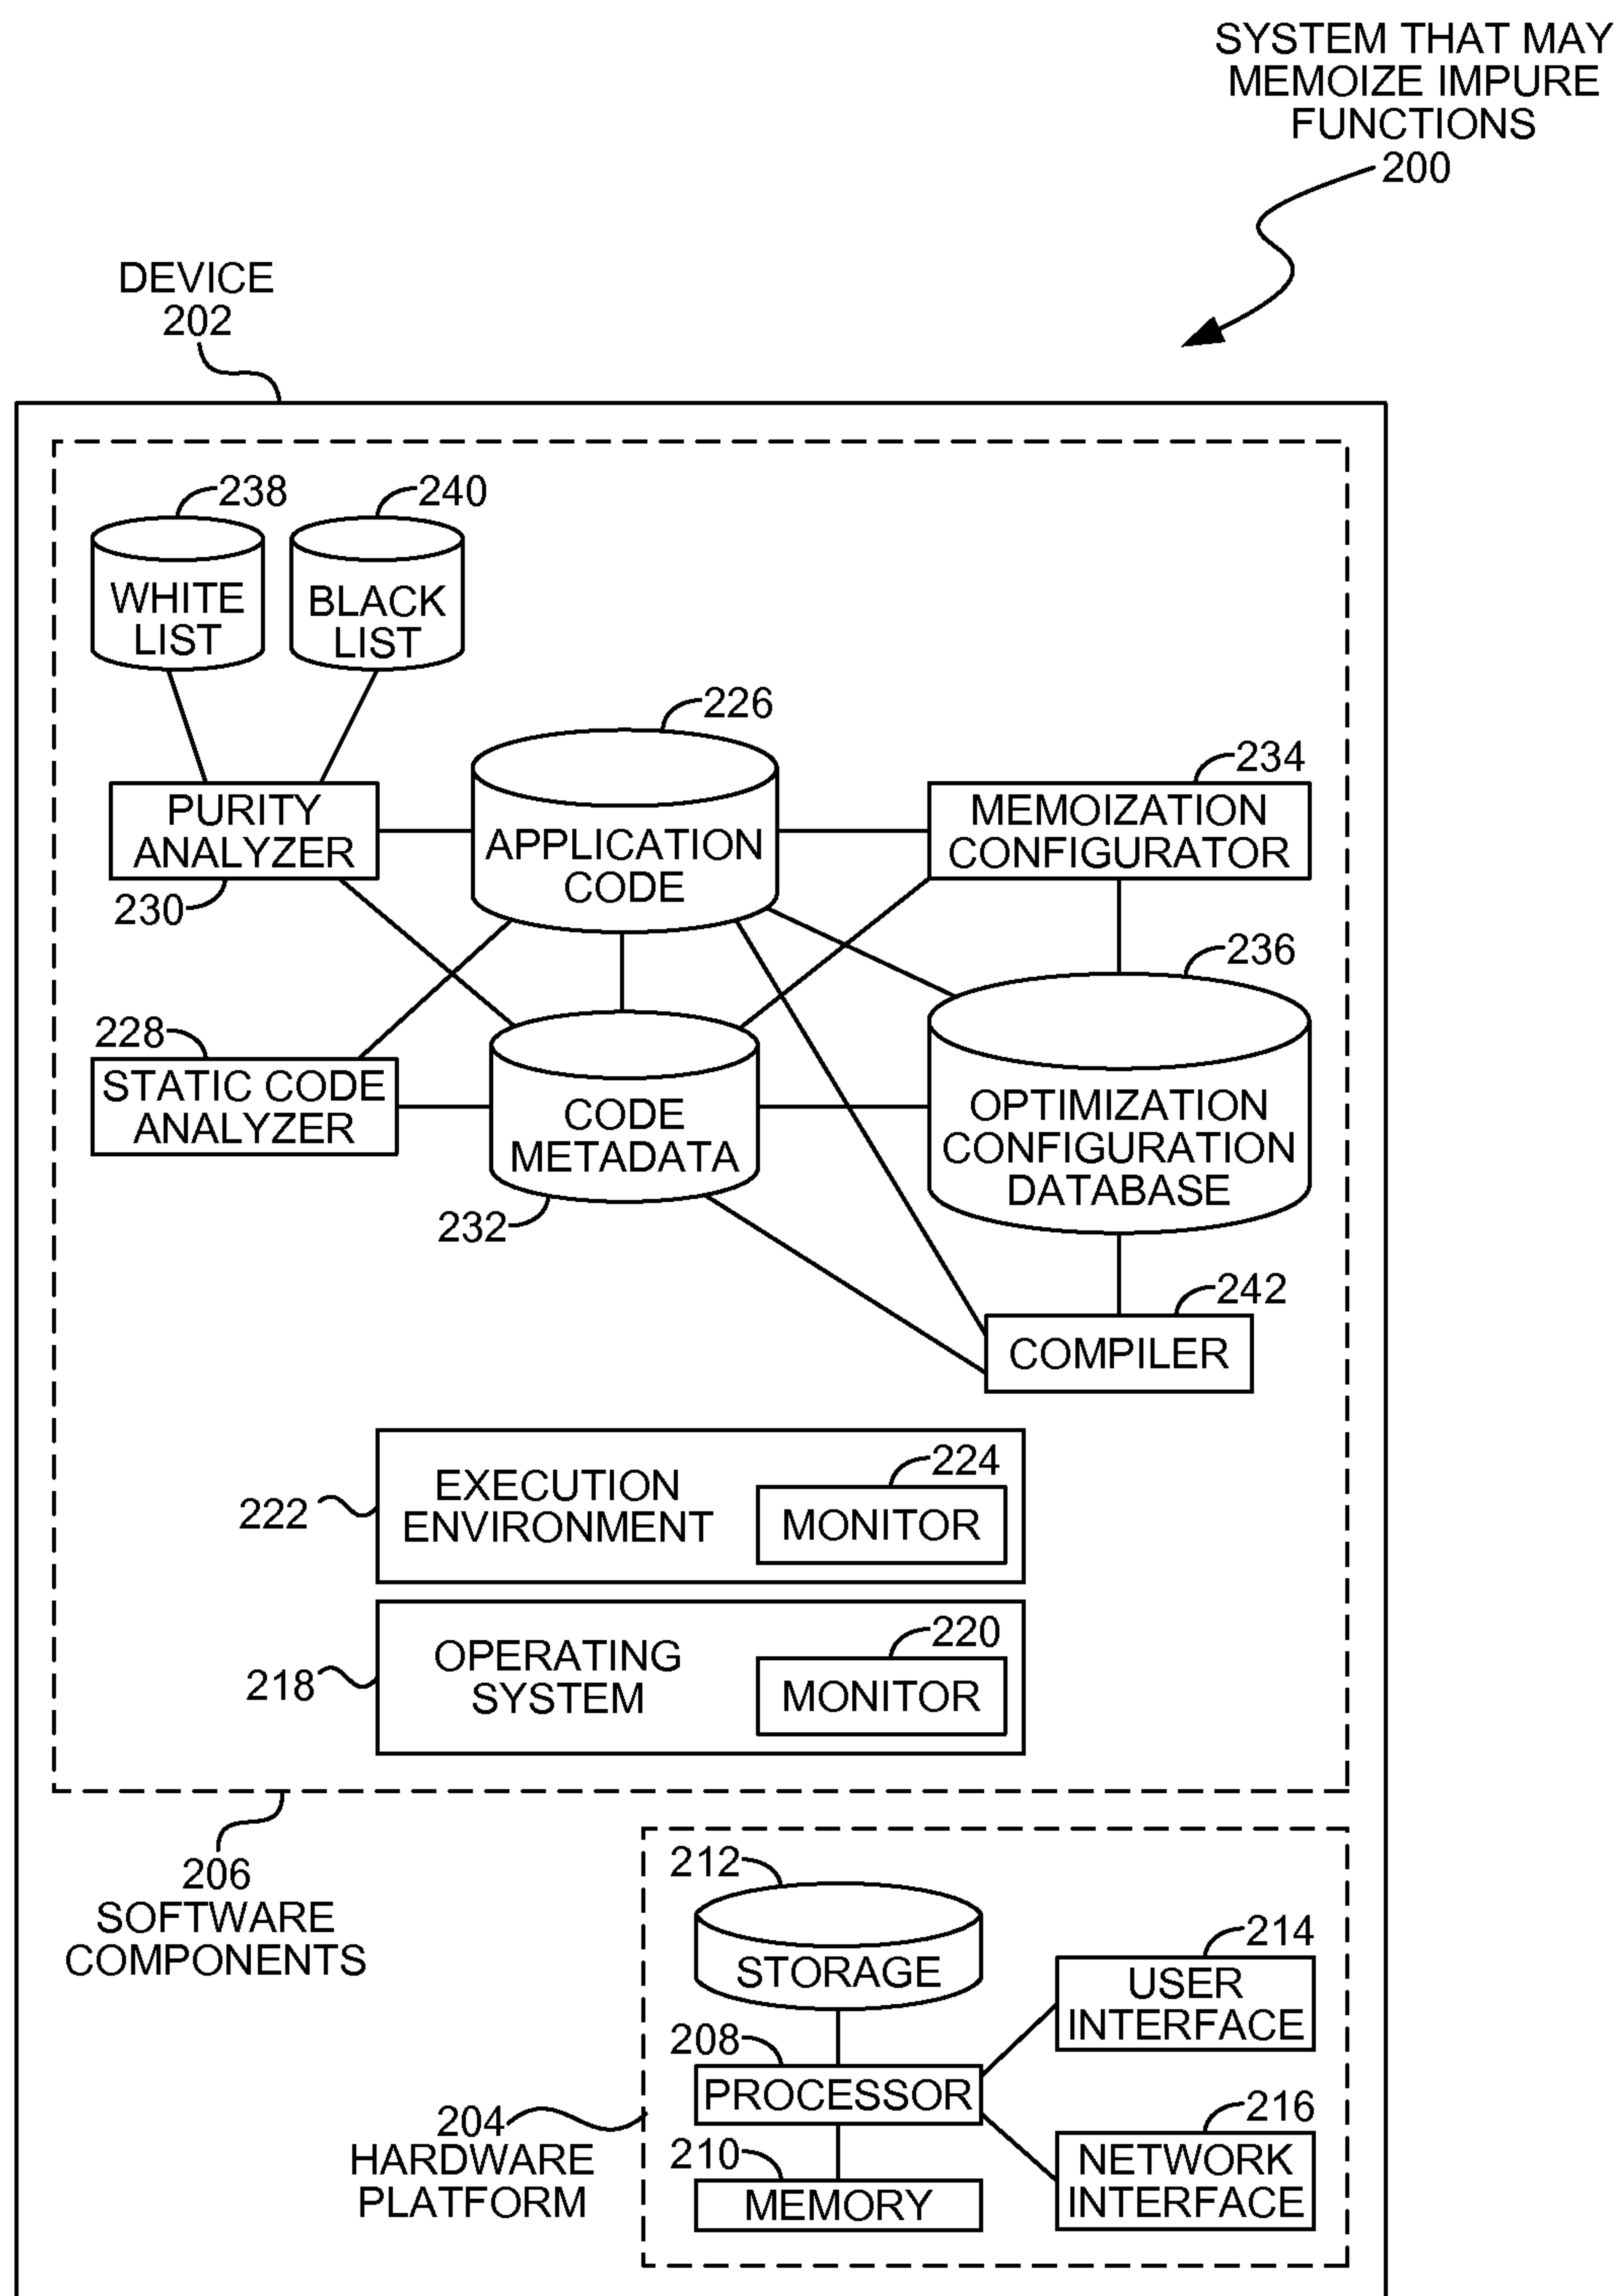 SYSTEM THAT MAY
MEMOIZE IMPURE
FUNCTIONS
200
DEVICE
202
238
240
WHITE
LIST
BLACK
LIST
226
234
PURITY
ANALYZER
APPLICATION
CODE
MEMOIZATION
CONFIGURATOR
230
236
228
STATIC CODE
ANALYZER
CODE
METADATA
OPTIMIZATION
CONFIGURATION
DATABASE
232
242
COMPILER
224
EXECUTION
ENVIRONMENT
MONITOR
222
220
OPERATING
SYSTEM
MONITOR
218
206
SOFTWARE
COMPONENTS
212
STORAGE
214
USER
INTERFACE
208
PROCESSOR
204
HARDWARE
PLATFORM
216
NETWORK
INTERFACE
210
MEMORY